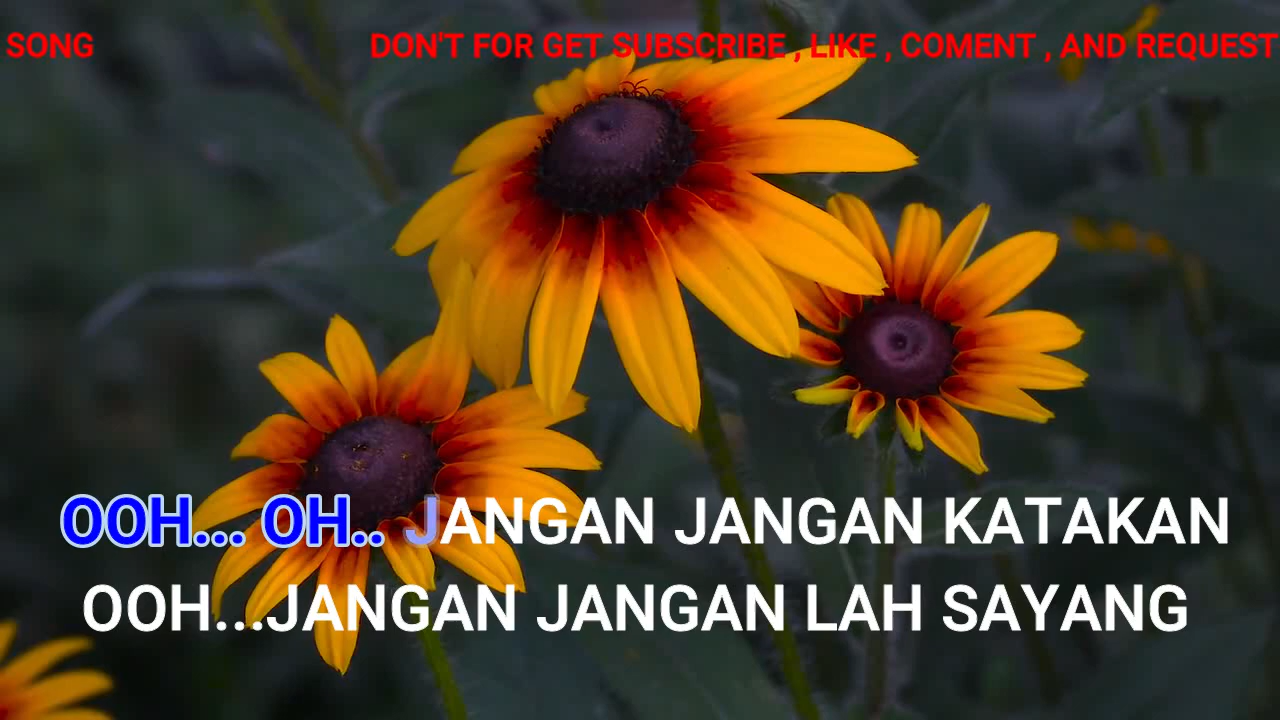 SONG DON'T FOR GET SUBSCRIBE , LIKE , COMENT , AND REQUEST
OOH... OH.. JANGAN JANGAN KATAKAN
OOH...JANGAN JANGAN LAH SAYANG